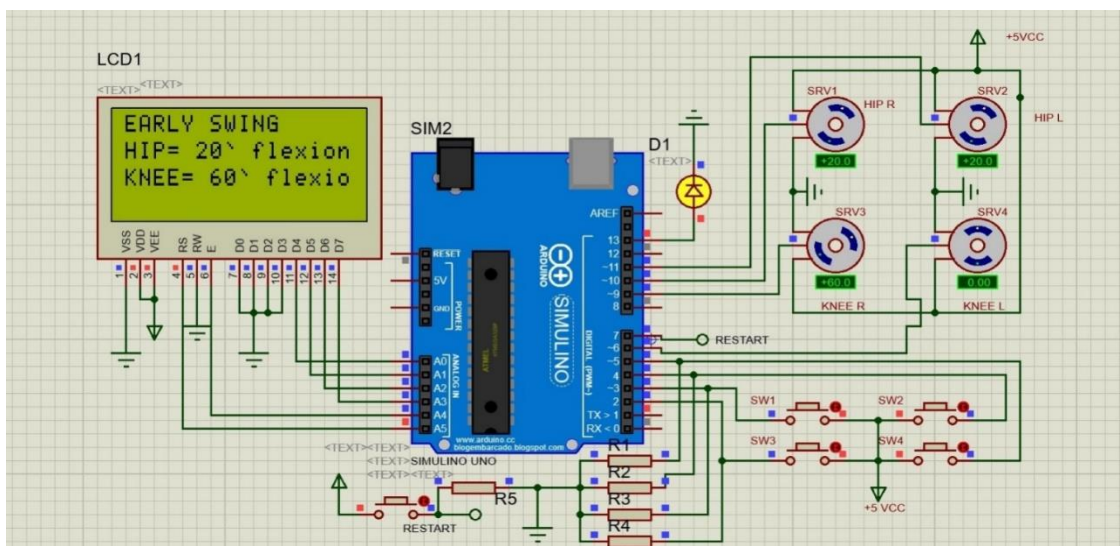 LCD1
<TEXT>
<TEXT>
EARLY SWING
HIP= 20` flexion
KNEE= 60` flexio
VSS
VDD
VEE
RS
RW
E
D0
D1
D2
D3
D4
D5
D6
D7
1
2
3
4
5
6
7
8
9
10
11
12
13
14
SIM2
D1
<TEXT>
RESET
5V
POWER
GND
ANALOG IN
A0
A1
A2
A3
A4
A5
ARDUINO
SIMULINO
ATMEL
AREF
13
12
~11
~10
~9
8
DIGITAL (PWM~)
7
~6
~5
4
~3
2
TX > 1
RX < 0
www.arduino.cc
blogembarcado.blogspot.com
<TEXT><TEXT>
<TEXT>SIMULINO UNO
<TEXT><TEXT>
+5VCC
SRV1
HIP R
+20.0
SRV2
HIP L
+20.0
SRV3
+60.0
KNEE R
SRV4
0.00
KNEE L
RESTART
SW1
SW2
SW3
SW4
+5 VCC
R1
R2
R3
R4
R5
RESTART